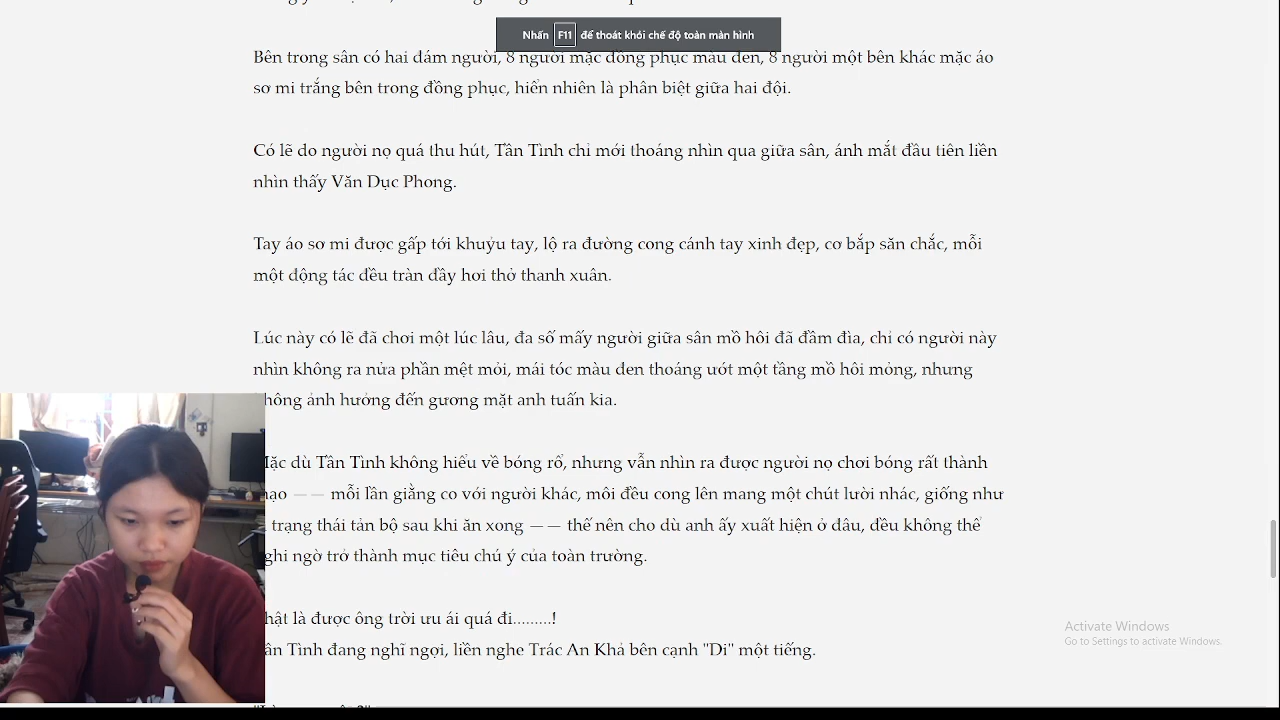 Nhấn F11 để thoát khỏi chế độ toàn màn hình
Bên trong sân có hai đám người, 8 người mặc đồng phục màu đen, 8 người một bên khác mặc áo
sơ mi trắng bên trong đồng phục, hiển nhiên là phân biệt giữa hai đội.
Có lẽ do người nọ quá thu hút, Tần Tình chỉ mới thoáng nhìn qua giữa sân, ánh mắt đầu tiên liền
nhìn thấy Văn Dục Phong.
Tay áo sơ mi được gấp tới khuỷu tay, lộ ra đường cong cánh tay xinh đẹp, cơ bắp săn chắc, mỗi
một động tác đều tràn đầy hơi thở thanh xuân.
Lúc này có lẽ đã chơi một lúc lâu, đa số mấy người giữa sân mồ hôi đã đầm đìa, chỉ có người này
nhìn không ra nửa phần mệt mỏi, mái tóc màu đen thoáng ướt một tầng mồ hôi mỏng, nhưng
hông ảnh hưởng đến gương mặt anh tuấn kia.
Mặc dù Tần Tình không hiểu về bóng rổ, nhưng vẫn nhìn ra được người nọ chơi bóng rất thành
hạo —— mỗi lần giằng co với người khác, môi đều cong lên mang một chút lười nhác, giống như
trạng thái tản bộ sau khi ăn xong —— thế nên cho dù anh ấy xuất hiện ở đâu, đều không thể
ghi ngờ trở thành mục tiêu chú ý của toàn trường.
hật là được ông trời ưu ái quá đi.........!
ần Tình đang nghĩ ngợi, liền nghe Trác An Khả bên cạnh "Di" một tiếng.
Activate Windows
Go to Settings to activate Windows.